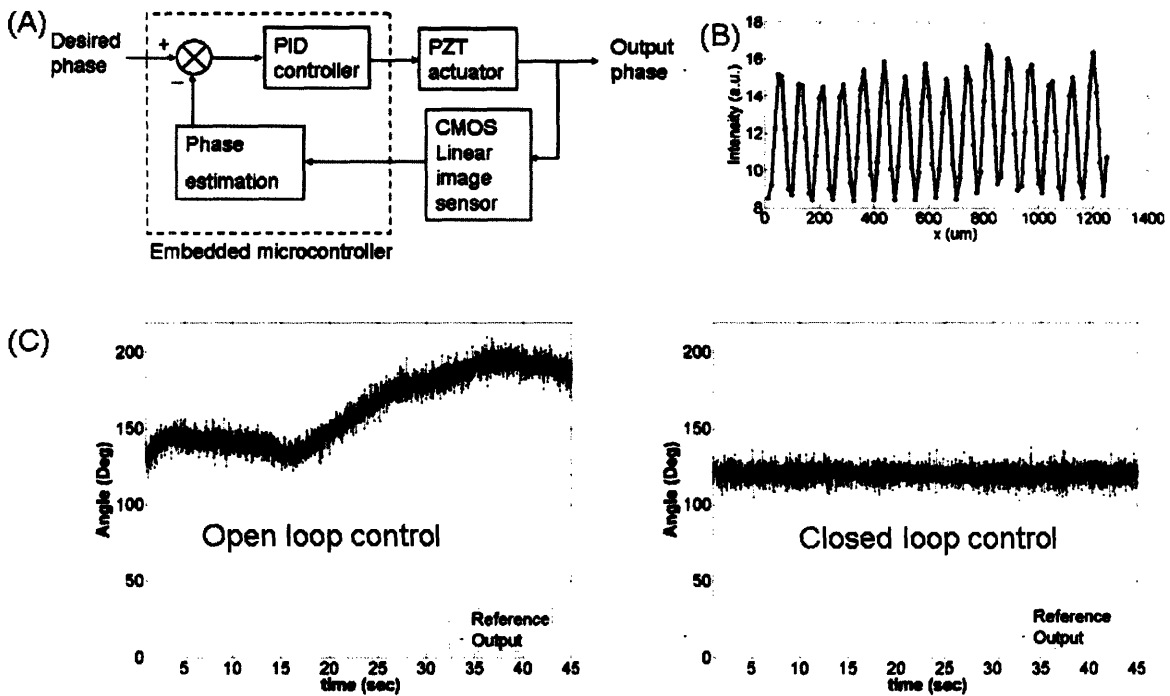 (A)
Desired
phase
+
−
PID
controller
PZT
actuator
Output
phase
Phase
estimation
CMOS
Linear
image
sensor
Embedded microcontroller
(B)
Intensity (a.u.)
18
16
14
12
10
8
0 200 400 600 800 1000 1200 1400
x (um)
(C)
Angle (Deg)
200
150
100
50
0
Open loop control
Reference
Output
5 10 15 20 25 30 35 40 45
time (sec)
Angle (Deg)
200
150
100
50
0
Closed loop control
Reference
Output
5 10 15 20 25 30 35 40 45
time (sec)